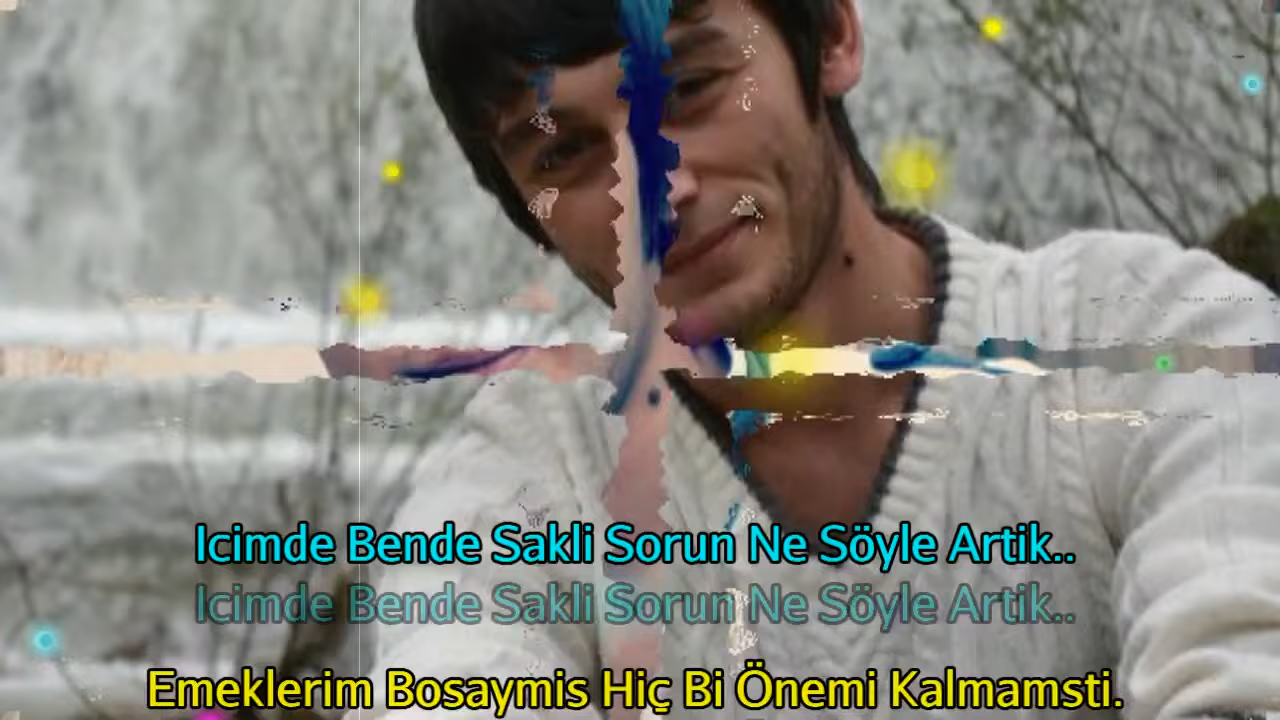 Icimde Bende Sakli Sorun Ne Söyle Artik..
Icimde Bende Sakli Sorun Ne Söyle Artik..
Emeklerim Bosaymis Hiç Bi Önemi Kalmamsti.